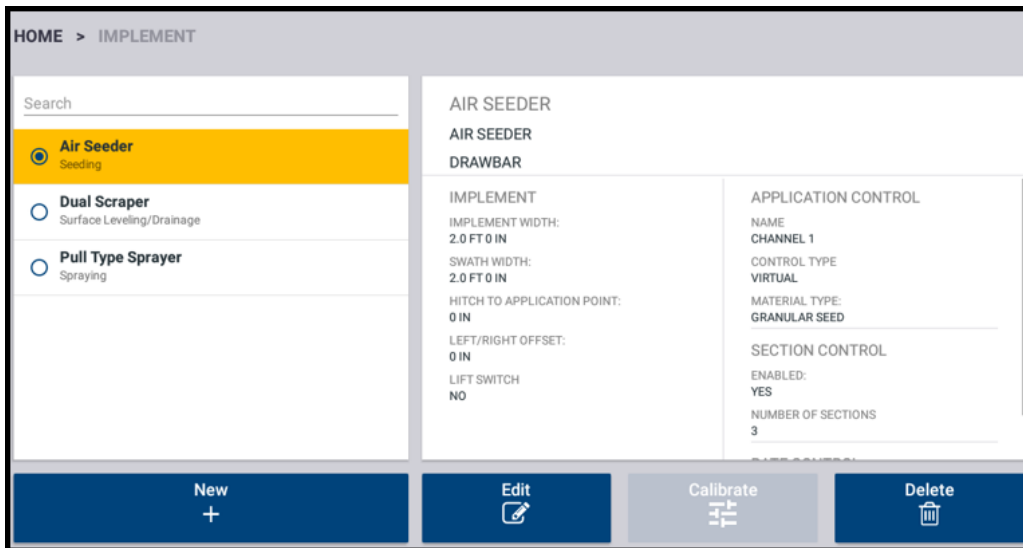 HOME > IMPLEMENT
Search
Air Seeder
Seeding
Dual Scraper
Surface Leveling/Drainage
Pull Type Sprayer
Spraying
New
AIR SEEDER
AIR SEEDER
DRAWBAR
IMPLEMENT
IMPLEMENT WIDTH:
2.0 FT 0 IN
SWATH WIDTH:
2.0 FT 0 IN
HITCH TO APPLICATION POINT:
0 IN
LEFT/RIGHT OFFSET:
0 IN
LIFT SWITCH
NO
APPLICATION CONTROL
NAME
CHANNEL 1
CONTROL TYPE
VIRTUAL
MATERIAL TYPE:
GRANULAR SEED
SECTION CONTROL
ENABLED:
YES
NUMBER OF SECTIONS
3
Edit
Calibrate
Delete